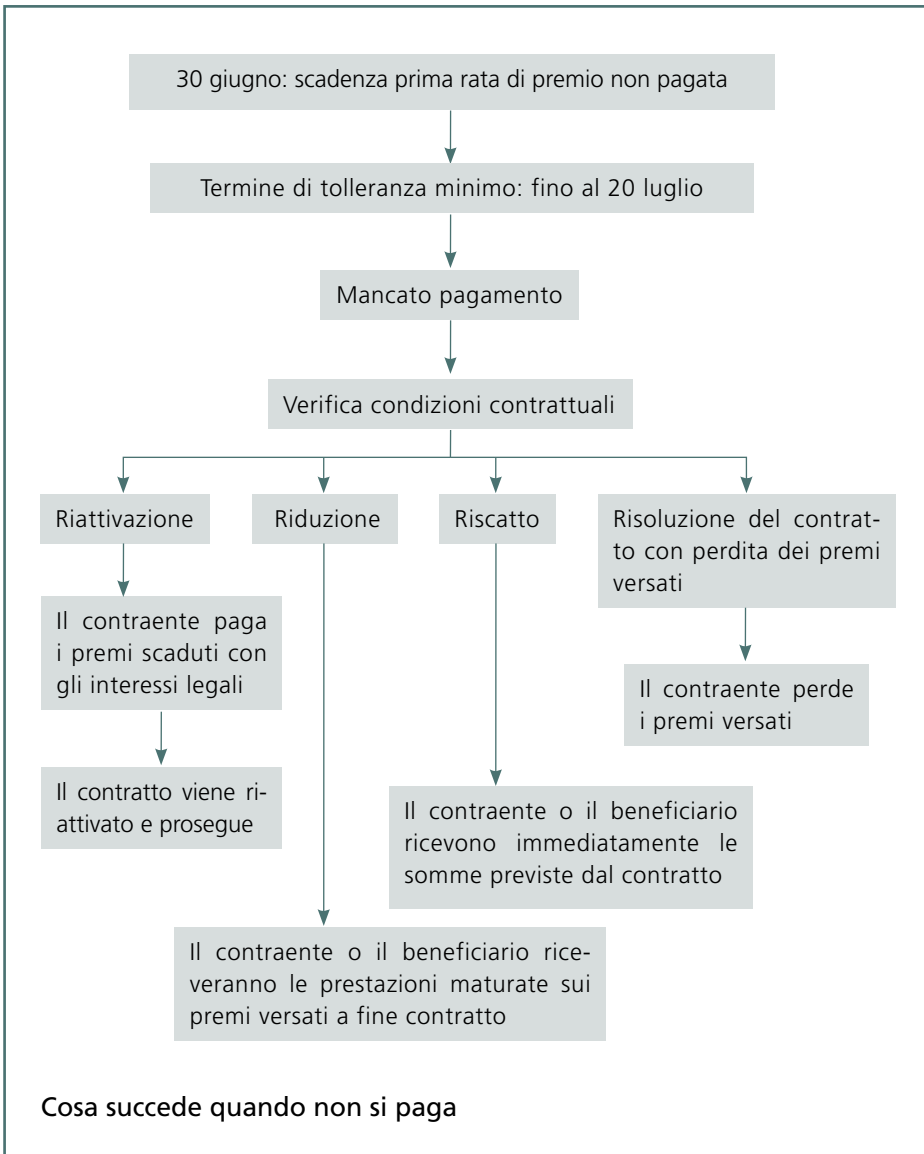 30 giugno: scadenza prima rata di premio non pagata
Termine di tolleranza minimo: fino al 20 luglio
Mancato pagamento
Verifica condizioni contrattuali
Riattivazione
Riduzione
Riscatto
Risoluzione del contrat-
to con perdita dei premi
versati
Il contraente paga
i premi scaduti con
gli interessi legali
Il contraente perde
i premi versati
Il contratto viene ri-
attivato e prosegue
Il contraente o il beneficiario
ricevono immediatamente le
somme previste dal contratto
Il contraente o il beneficiario rice-
veranno le prestazioni maturate sui
premi versati a fine contratto
Cosa succede quando non si paga